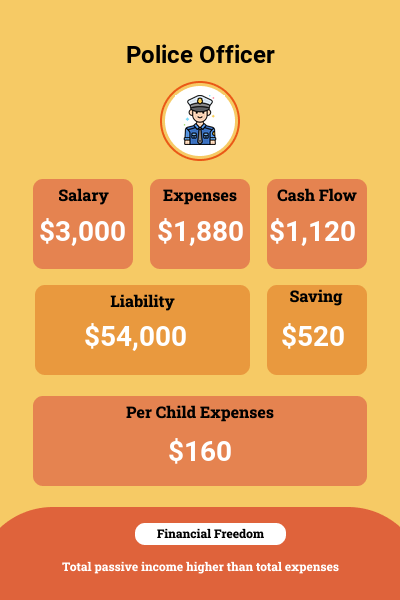 Police Officer
Salary
$3,000
Expenses
$1,880
Cash Flow
$1,120
Liability
$54,000
Saving
$520
Per Child Expenses
$160
Financial Freedom
Total passive income higher than total expenses